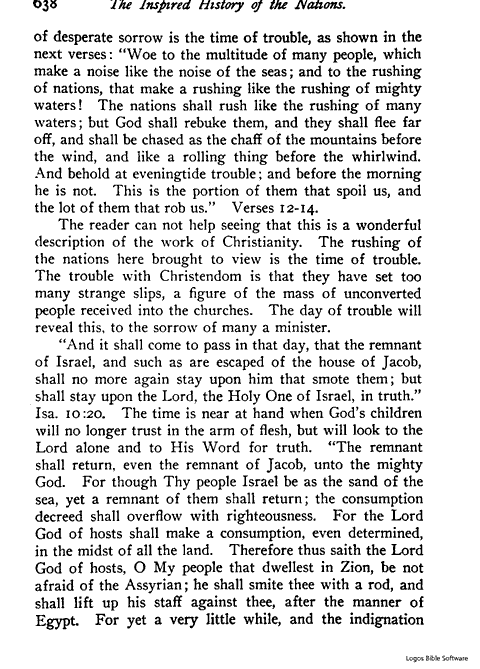 638 The Inspired History of the Nations.
of desperate sorrow is the time of trouble, as shown in the
next verses: “Woe to the multitude of many people, which
make a noise like the noise of the seas; and to the rushing
of nations, that make a rushing like the rushing of mighty
waters! The nations shall rush like the rushing of many
waters; but God shall rebuke them, and they shall flee far
off, and shall be chased as the chaff of the mountains before
the wind, and like a rolling thing before the whirlwind.
And behold at eveningtide trouble; and before the morning
he is not. This is the portion of them that spoil us, and
the lot of them that rob us.” Verses 12-14.
The reader can not help seeing that this is a wonderful
description of the work of Christianity. The rushing of
the nations here brought to view is the time of trouble.
The trouble with Christendom is that they have set too
many strange slips, a figure of the mass of unconverted
people received into the churches. The day of trouble will
reveal this, to the sorrow of many a minister.
“And it shall come to pass in that day, that the remnant
of Israel, and such as are escaped of the house of Jacob,
shall no more again stay upon him that smote them; but
shall stay upon the Lord, the Holy One of Israel, in truth.”
Isa. 10:20. The time is near at hand when God’s children
will no longer trust in the arm of flesh, but will look to the
Lord alone and to His Word for truth. “The remnant
shall return, even the remnant of Jacob, unto the mighty
God. For though Thy people Israel be as the sand of the
sea, yet a remnant of them shall return; the consumption
decreed shall overflow with righteousness. For the Lord
God of hosts shall make a consumption, even determined,
in the midst of all the land. Therefore thus saith the Lord
God of hosts, O My people that dwellest in Zion, be not
afraid of the Assyrian; he shall smite thee with a rod, and
shall lift up his staff against thee, after the manner of
Egypt. For yet a very little while, and the indignation
Logos Bible Software